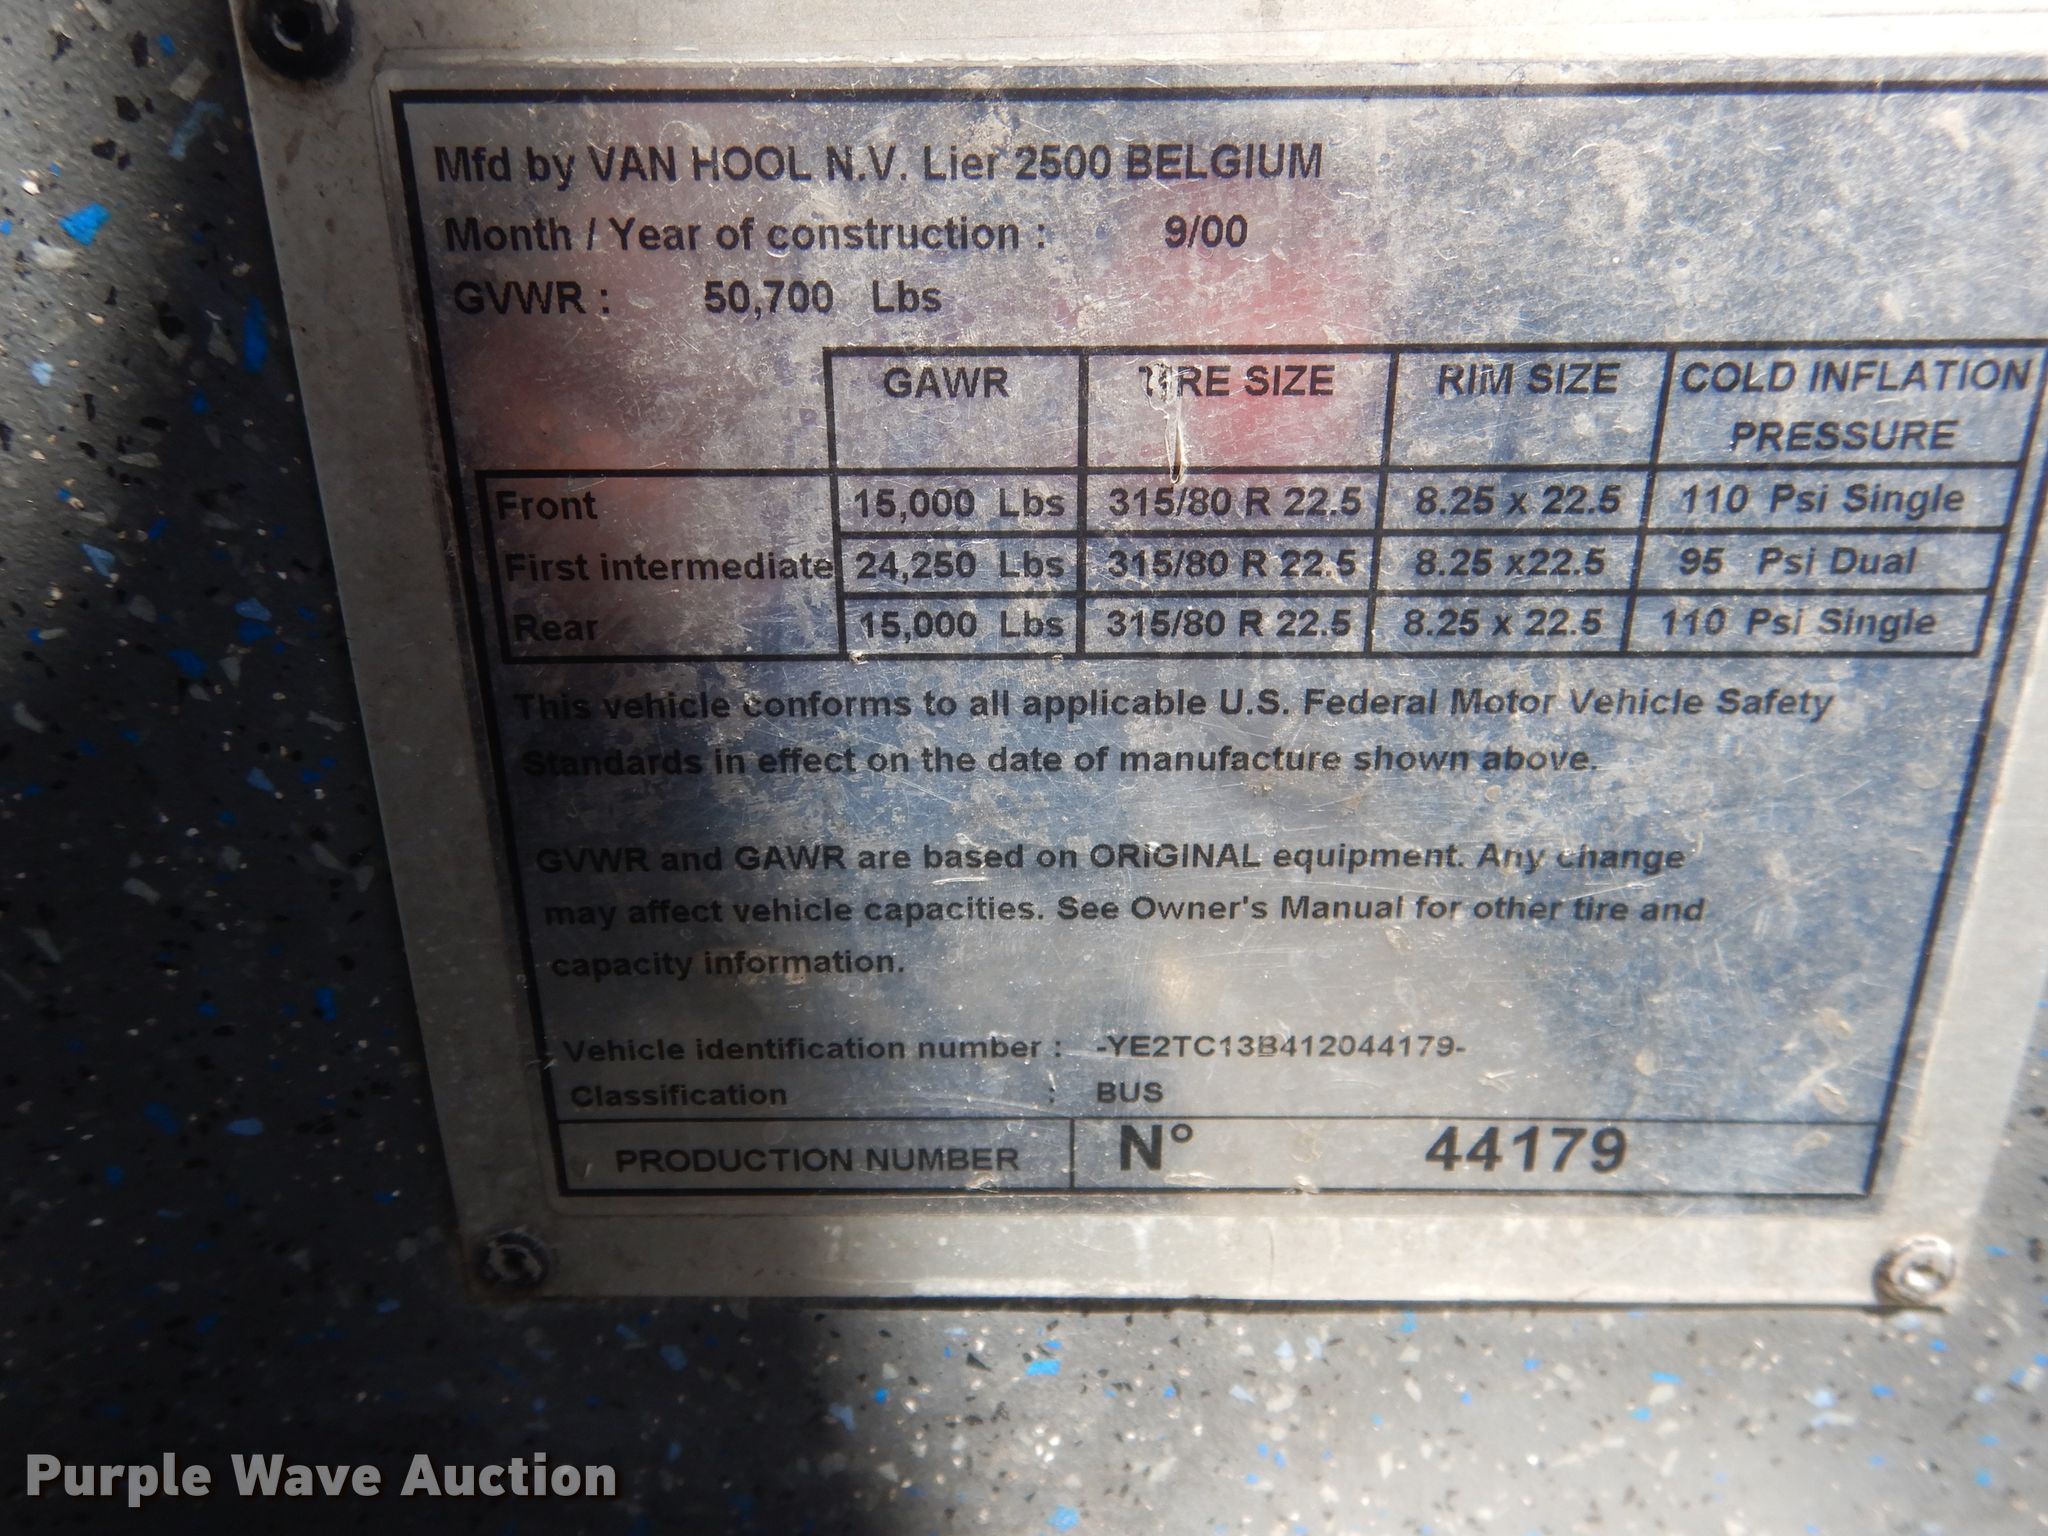 Mfd by VAN HOOL N.V. Lier 2500 BELGIUM
Month / Year of construction : 9/00
GVWR : 50,700 Lbs
GAWR TIRE SIZE RIM SIZE COLD INFLATION
PRESSURE
Front 15,000 Lbs 315/80 R 22.5 8.25 x 22.5 110 Psi Single
First intermediate 24,250 Lbs 315/80 R 22.5 8.25 x22.5 95 Psi Dual
Rear 15,000 Lbs 315/80 R 22.5 8.25 x 22.5 110 Psi Single
This vehicle conforms to all applicable U.S. Federal Motor Vehicle Safety
Standards in effect on the date of manufacture shown above.
GVWR and GAWR are based on ORIGINAL equipment. Any change
may affect vehicle capacities. See Owner's Manual for other tire and
capacity information.
Vehicle identification number : -YE2TC13B412044179-
Classification : BUS
PRODUCTION NUMBER N° 44179
Purple Wave Auction